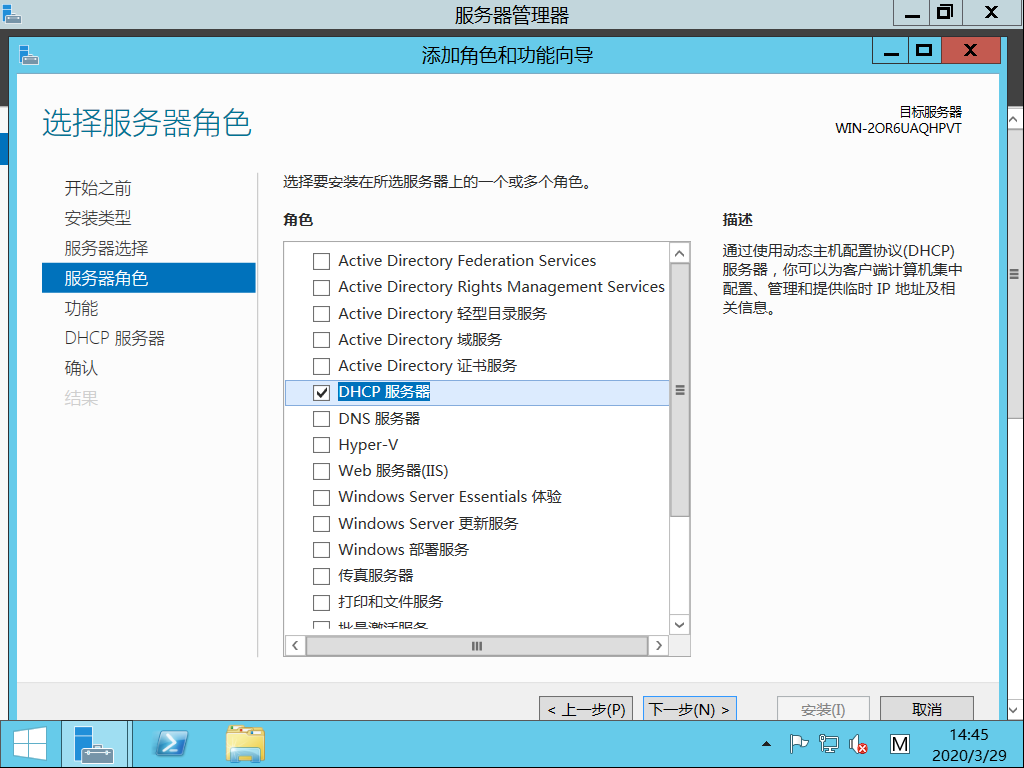 服务器管理器
添加角色和功能向导
选择服务器角色
目标服务器
WIN-2OR6UAQHPVT
开始之前
安装类型
服务器选择
服务器角色
功能
DHCP 服务器
确认
结果
选择要安装在所选服务器上的一个或多个角色。
角色
Active Directory Federation Services
Active Directory Rights Management Services
Active Directory 轻型目录服务
Active Directory 域服务
Active Directory 证书服务
DHCP 服务器
DNS 服务器
Hyper-V
Web 服务器(IIS)
Windows Server Essentials 体验
Windows Server 更新服务
Windows 部署服务
传真服务器
打印和文件服务
批量激活服务
描述
通过使用动态主机配置协议(DHCP)
服务器，你可以为客户端计算机集中
配置、管理和提供临时 IP 地址及相
关信息。
< 上一步(P)
下一步(N) >
安装(I)
取消
M
14:45
2020/3/29